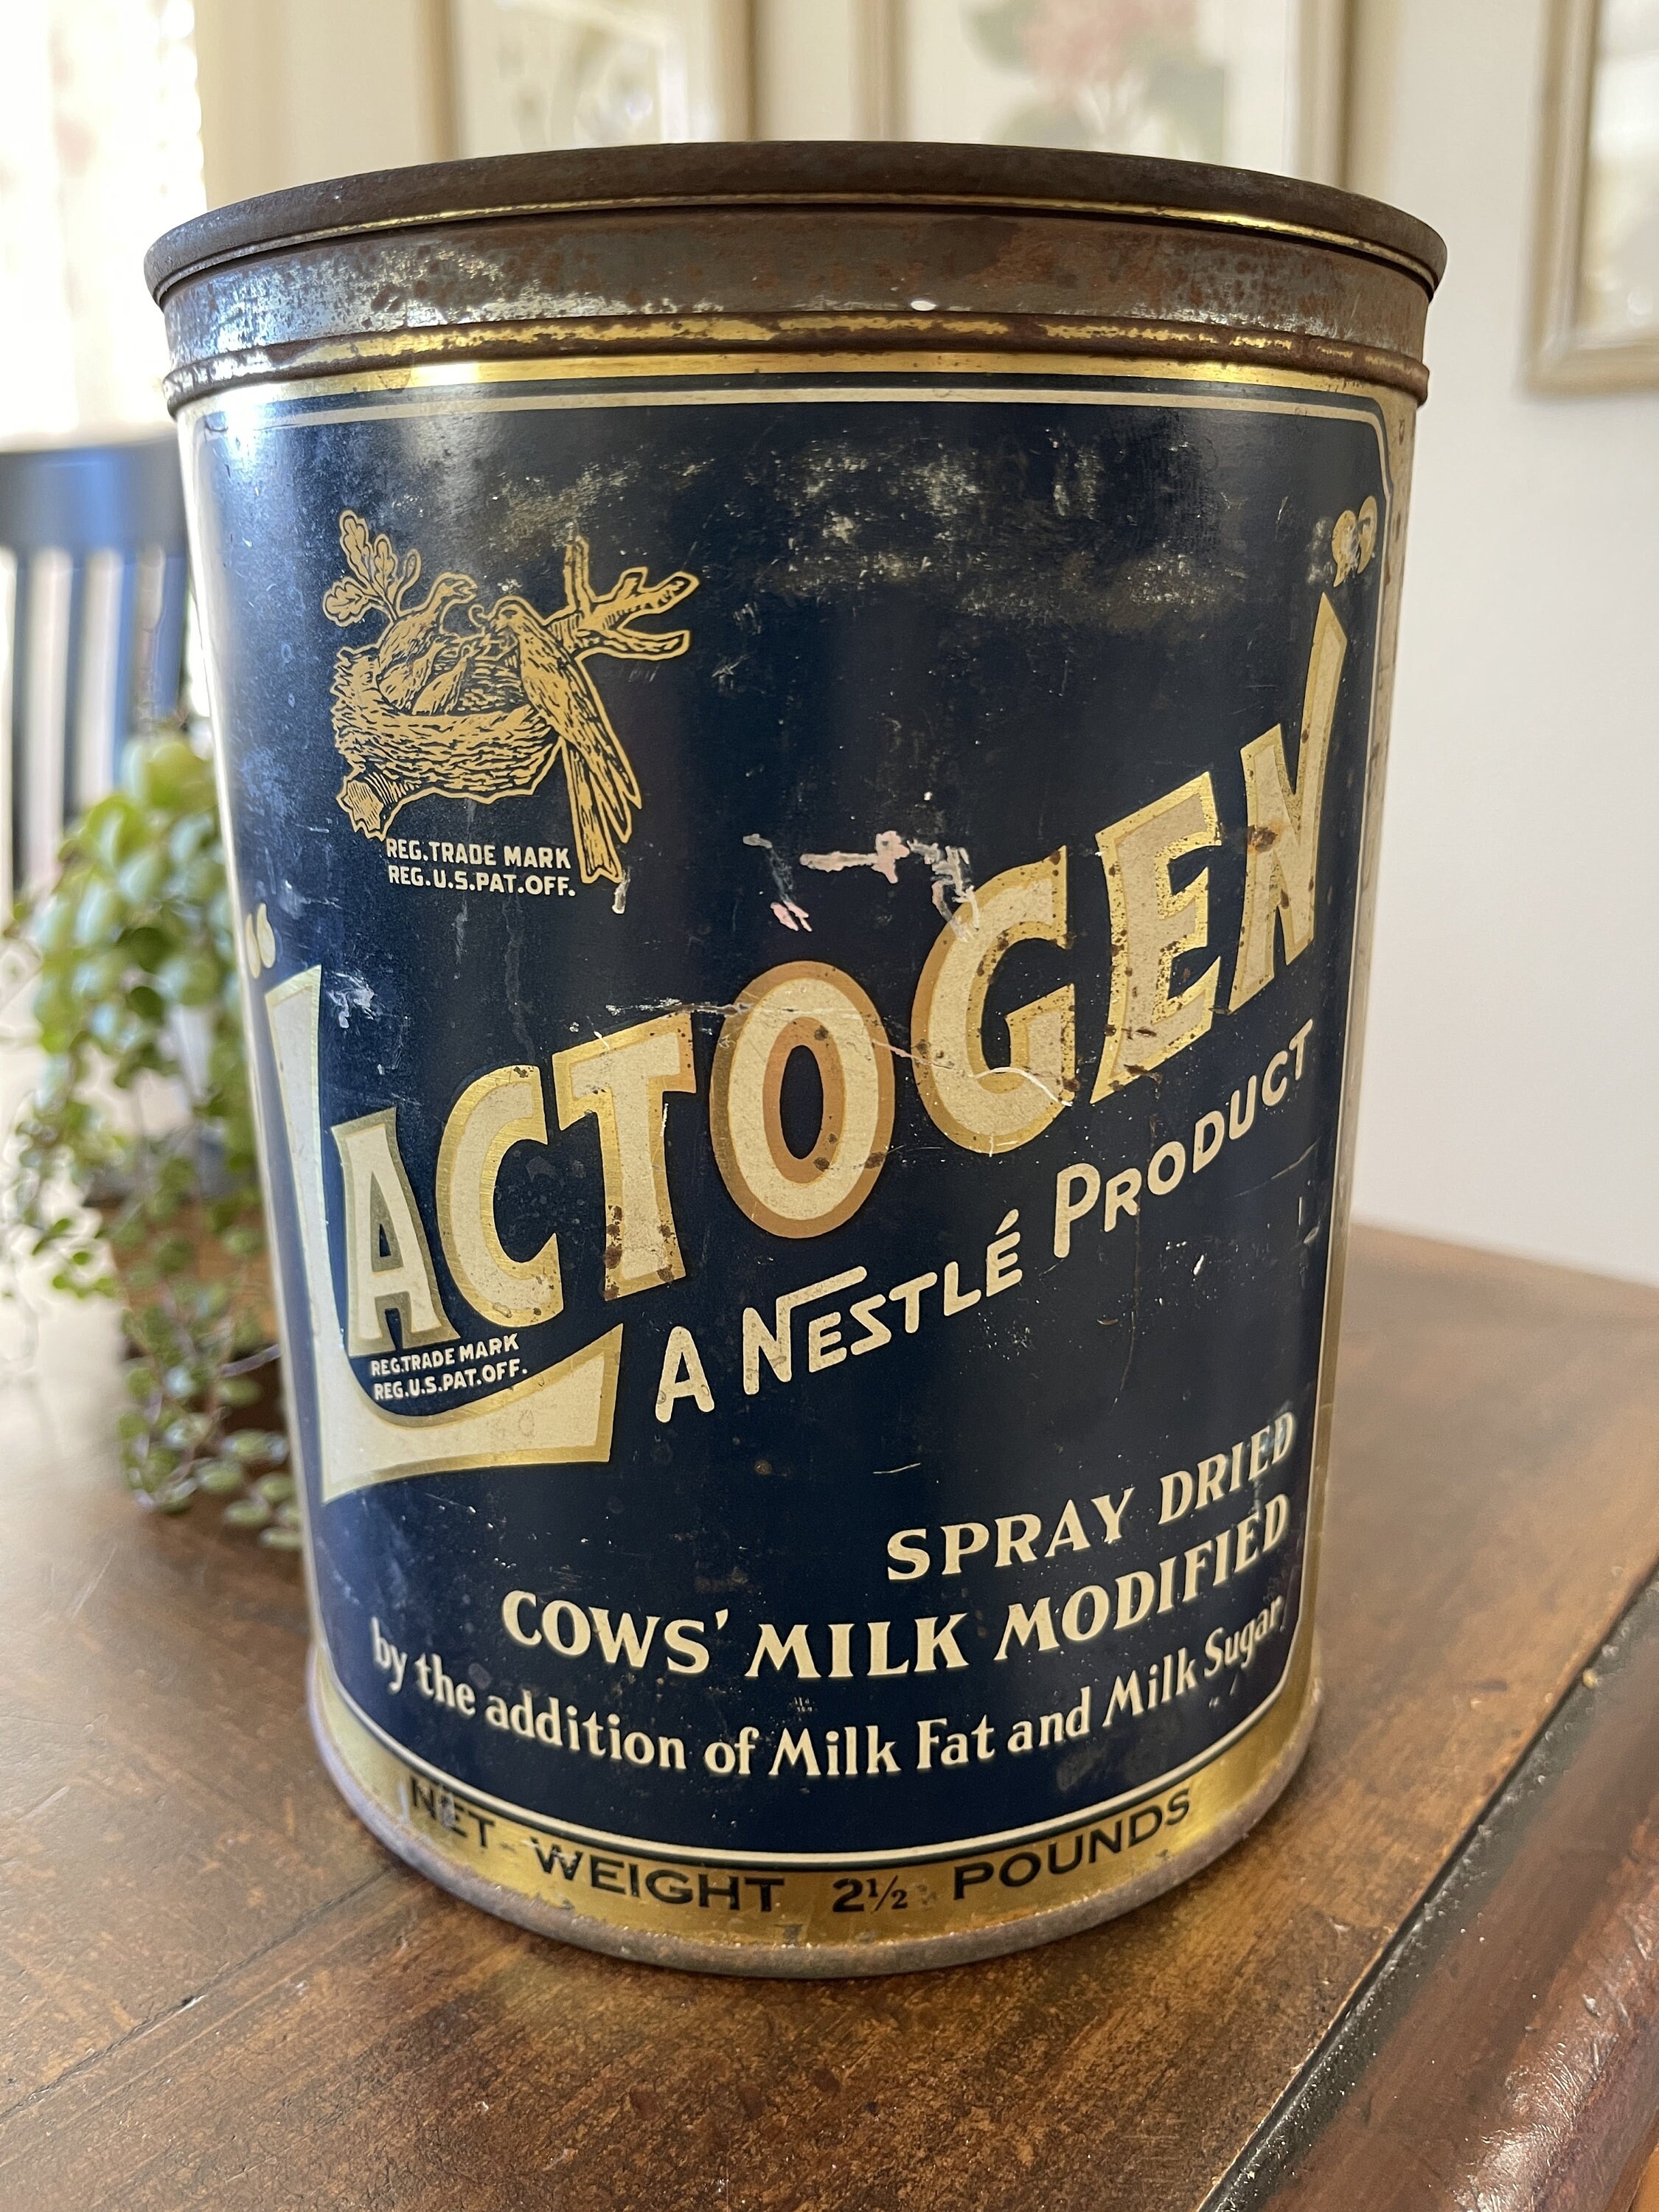 REG. TRADE MARK
REG. U.S. PAT. OFF.
"LACTOGEN"
REG. TRADE MARK
REG. U.S. PAT. OFF.
A NESTLÉ PRODUCT
SPRAY DRIED
COWS' MILK MODIFIED
by the addition of Milk Fat and Milk Sugar
NET WEIGHT 2½ POUNDS